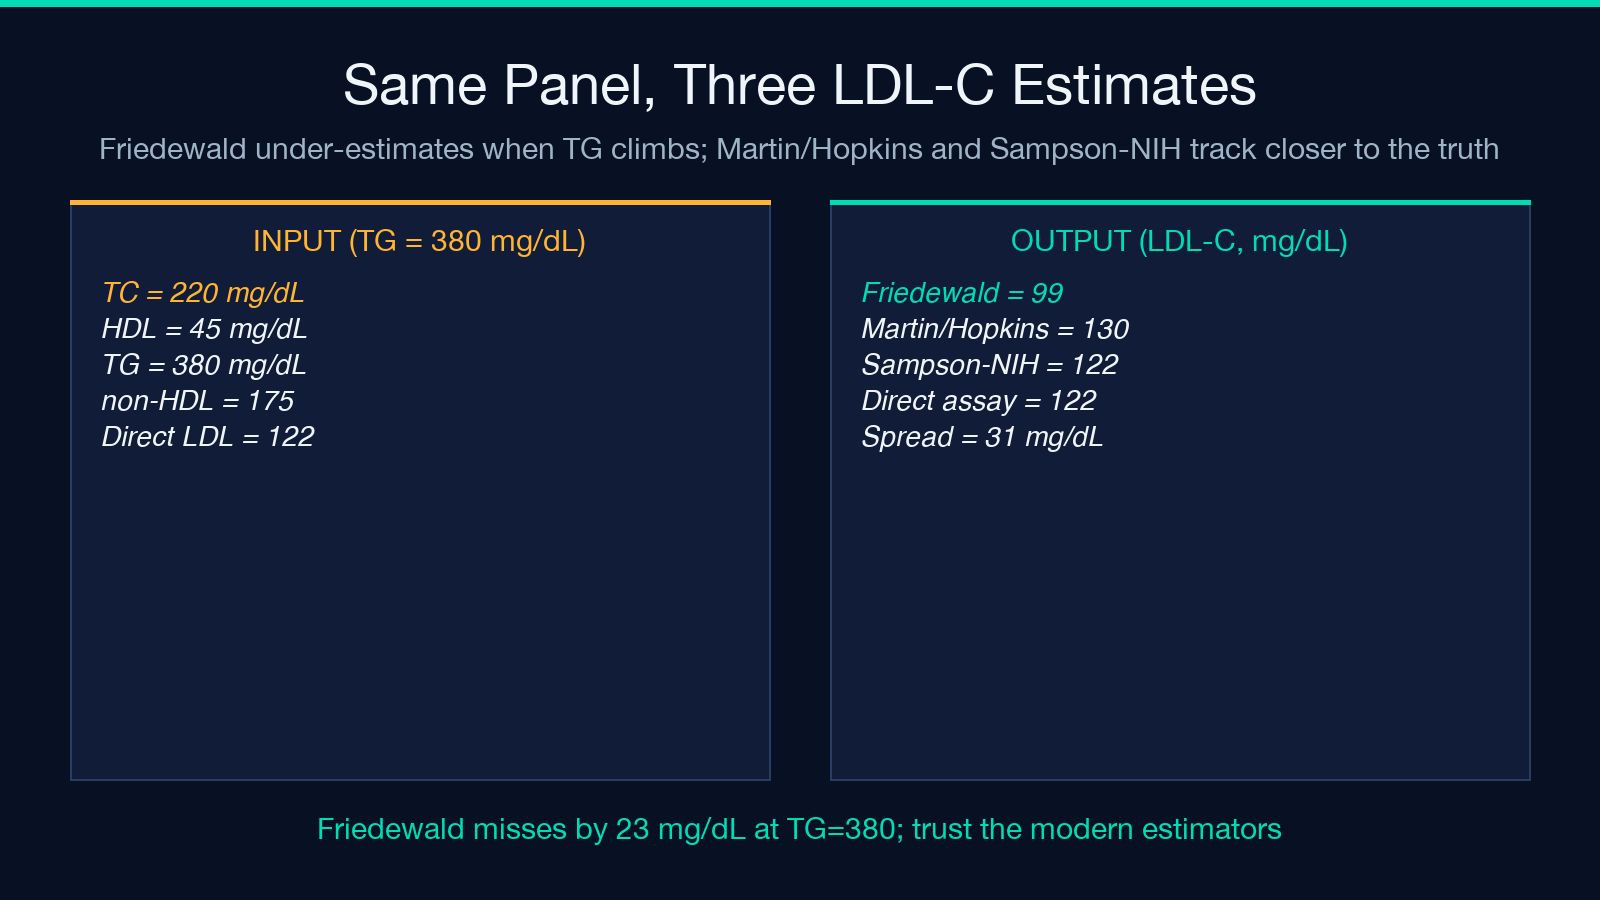 Same Panel, Three LDL-C Estimates
Friedewald under-estimates when TG climbs; Martin/Hopkins and Sampson-NIH track closer to the truth
INPUT (TG = 380 mg/dL)
TC = 220 mg/dL
HDL = 45 mg/dL
TG = 380 mg/dL
non-HDL = 175
Direct LDL = 122
OUTPUT (LDL-C, mg/dL)
Friedewald = 99
Martin/Hopkins = 130
Sampson-NIH = 122
Direct assay = 122
Spread = 31 mg/dL
Friedewald misses by 23 mg/dL at TG=380; trust the modern estimators